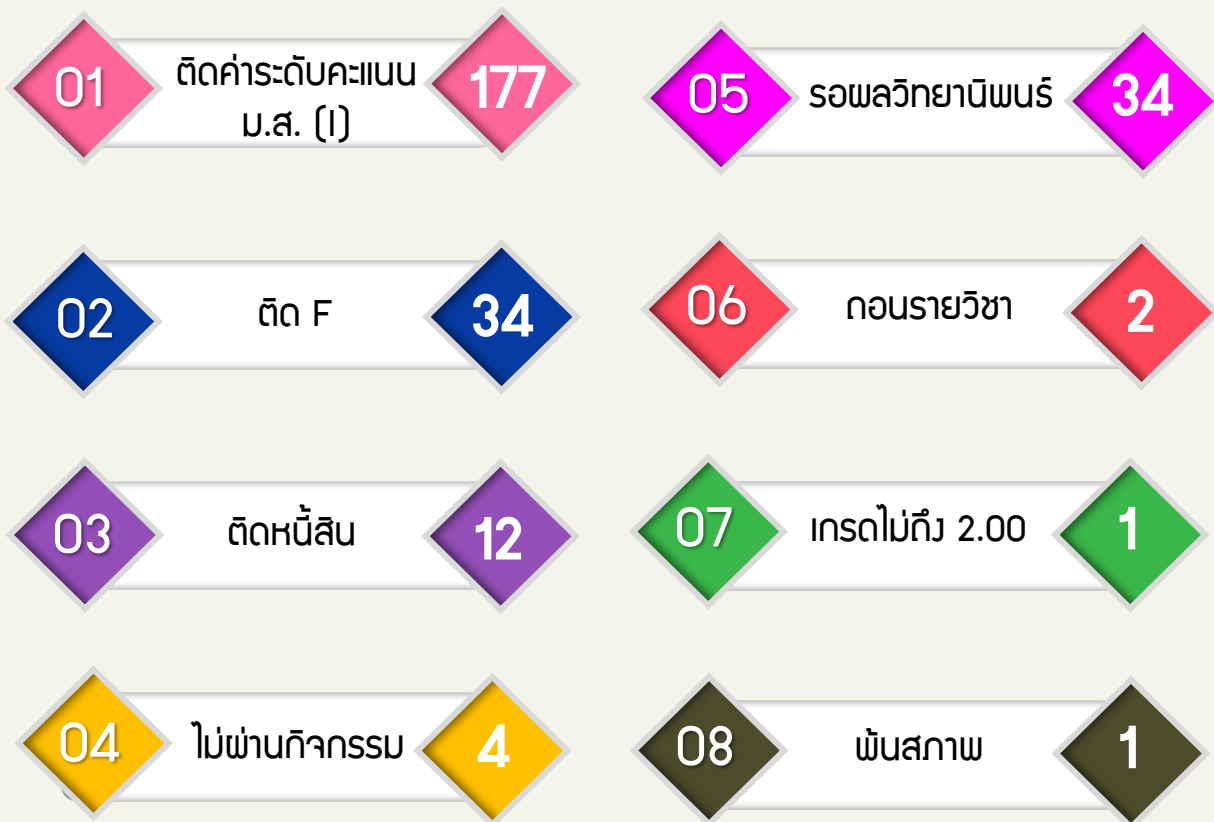 01
ติดค่าระดับคะแนน
ม.ส. (I)
177
02
ติด F
34
03
ติดหนี้สิน
12
04
ไม่ผ่านกิจกรรม
4
05
รอผลวิทยานิพนธ์
34
06
ถอนรายวิชา
2
07
เกรดไม่ถึง 2.00
1
08
พ้นสภาพ
1